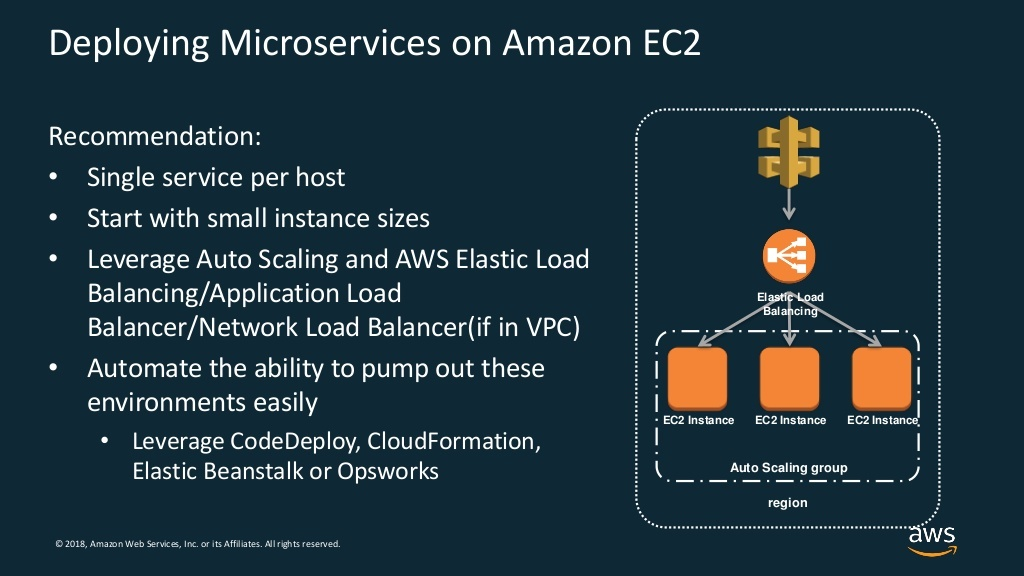 Deploying Microservices on Amazon EC2
Recommendation:
• Single service per host
• Start with small instance sizes
• Leverage Auto Scaling and AWS Elastic Load
Balancing/Application Load
Balancer/Network Load Balancer(if in VPC)
• Automate the ability to pump out these
environments easily
• Leverage CodeDeploy, CloudFormation,
Elastic Beanstalk or Opsworks
Elastic Load
Balancing
EC2 Instance
EC2 Instance
EC2 Instance
Auto Scaling group
region
© 2018, Amazon Web Services, Inc. or its Affiliates. All rights reserved.
aws